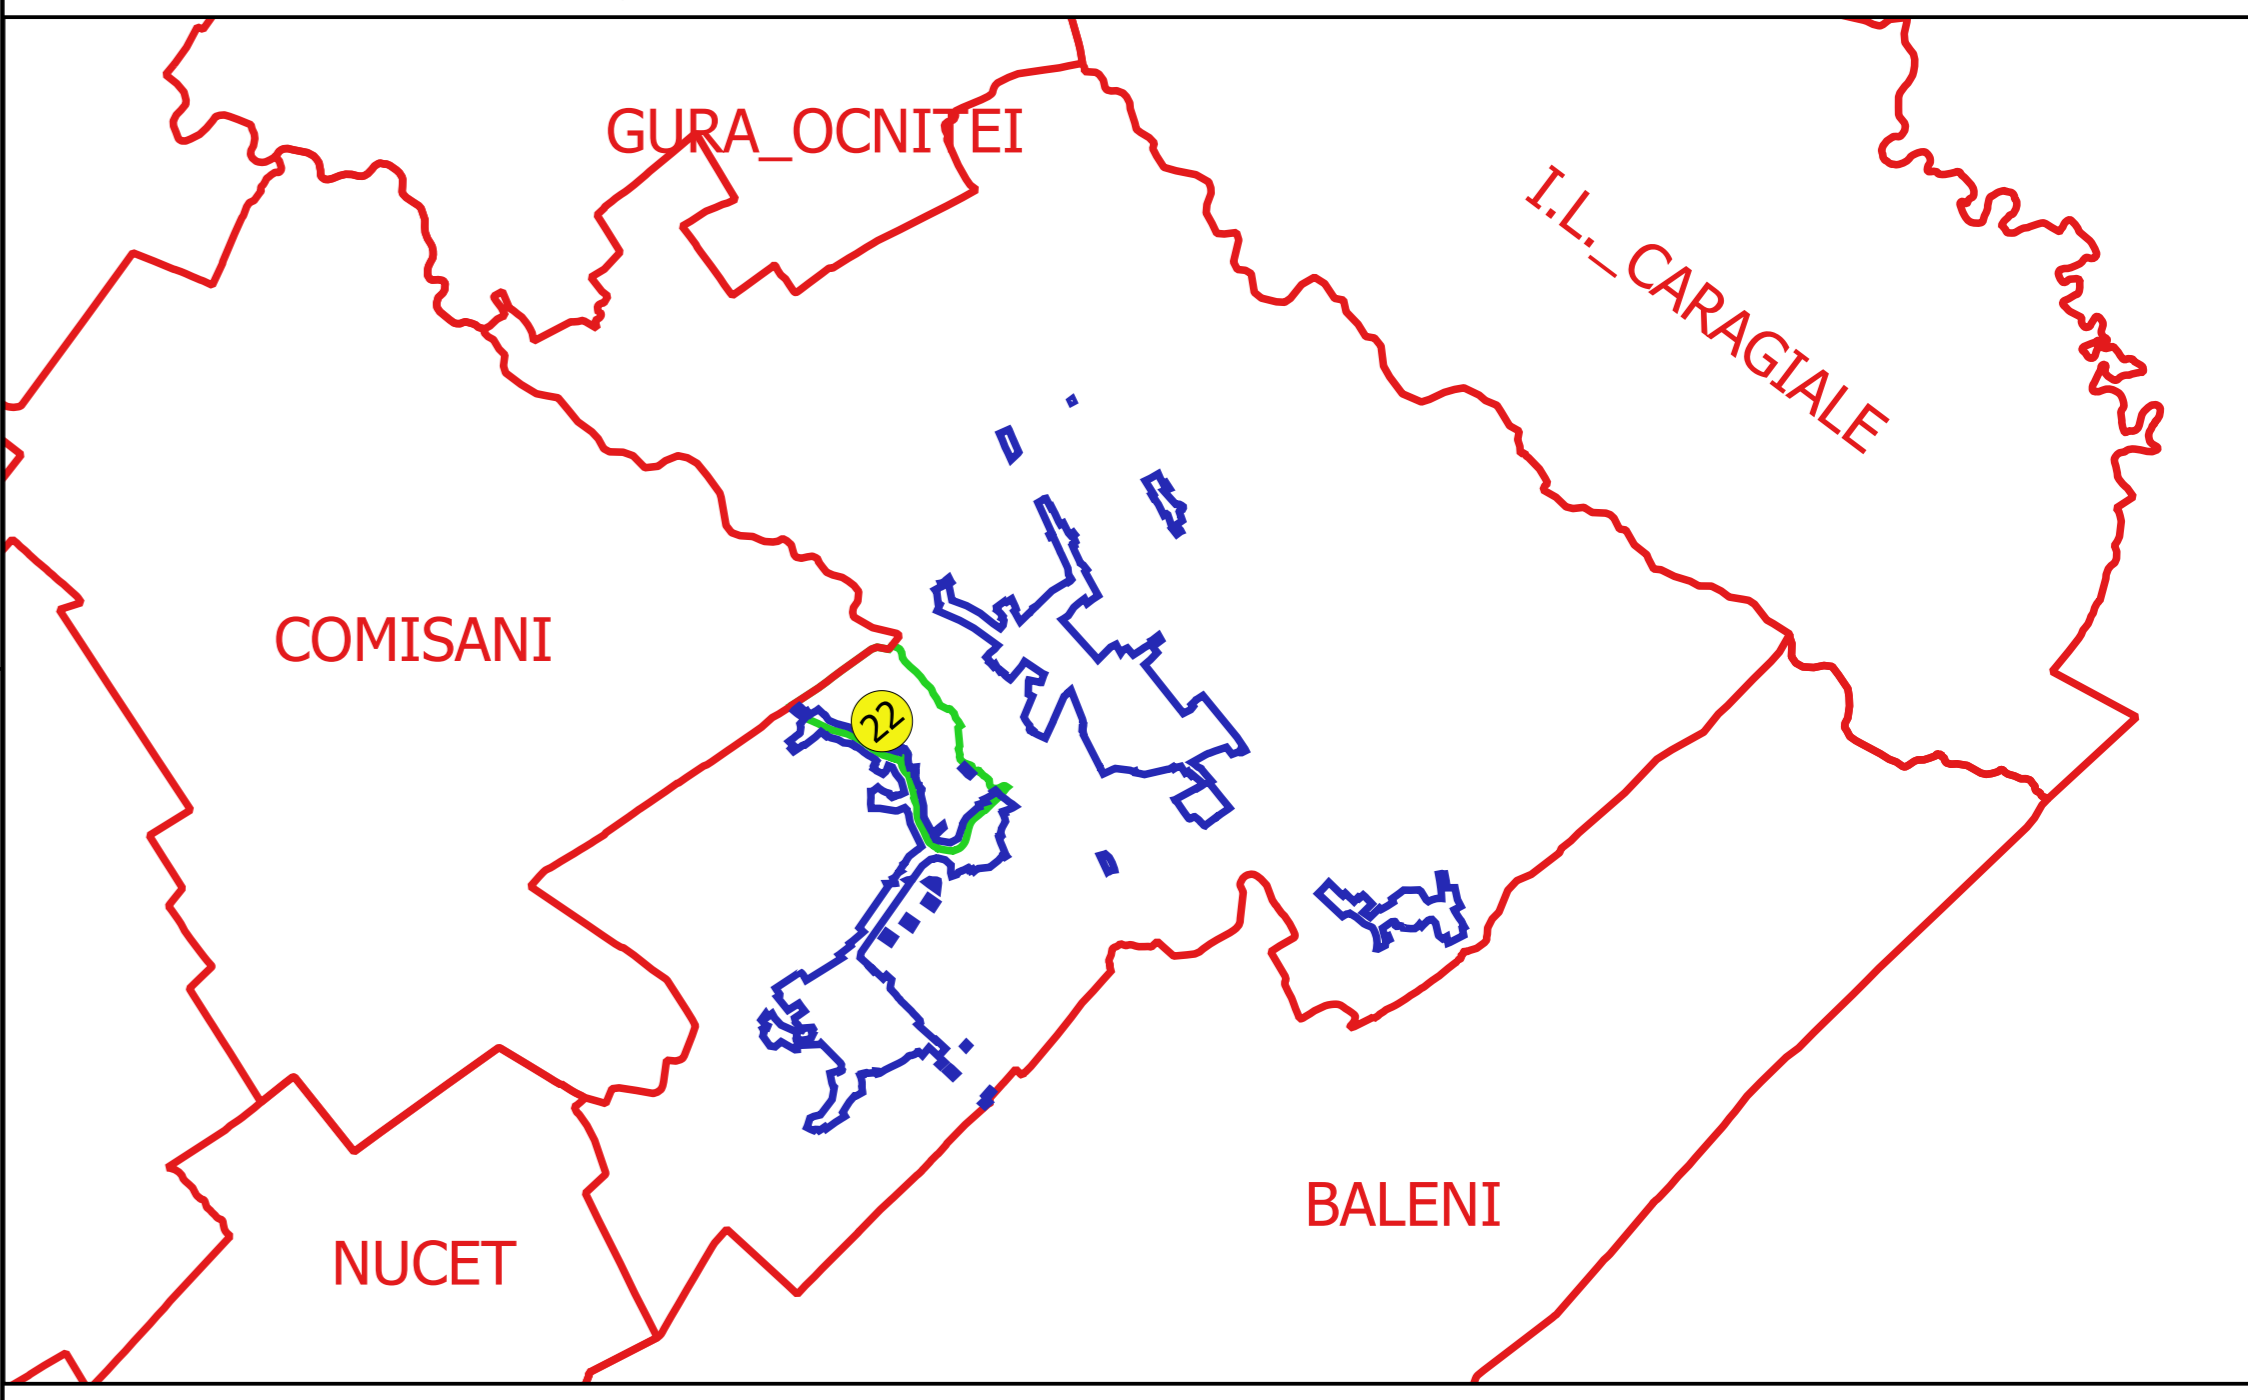 GURA_OCNITEI
I.L._CARAGIALE
COMISANI
22
BALENI
NUCET